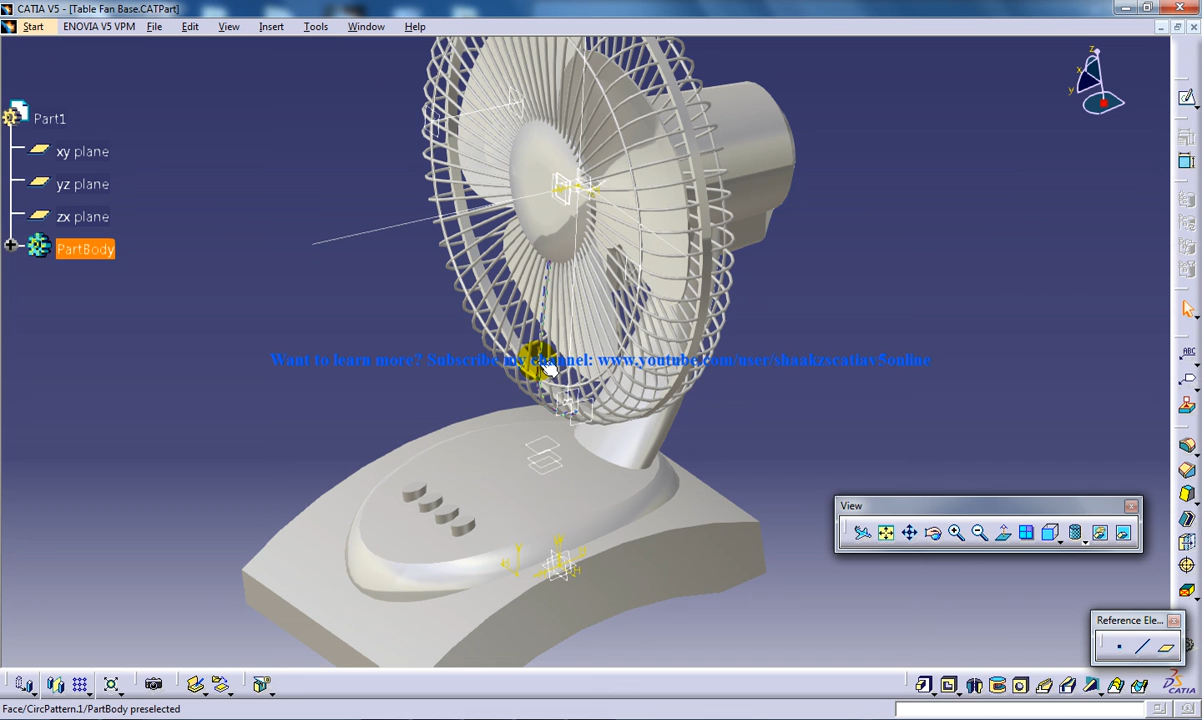 CATIA V5 - [Table Fan Base.CATPart]
Start ENOVIA V5 VPM File Edit View Insert Tools Window Help
Part1
xy plane
yz plane
zx plane
PartBody
z
x
y
Want to learn more? Subscribe my channel: www.youtube.com/user/shaakzscatiav5online
View
Reference Ele...
Face/CircPattern.1/PartBody preselected
CATIA